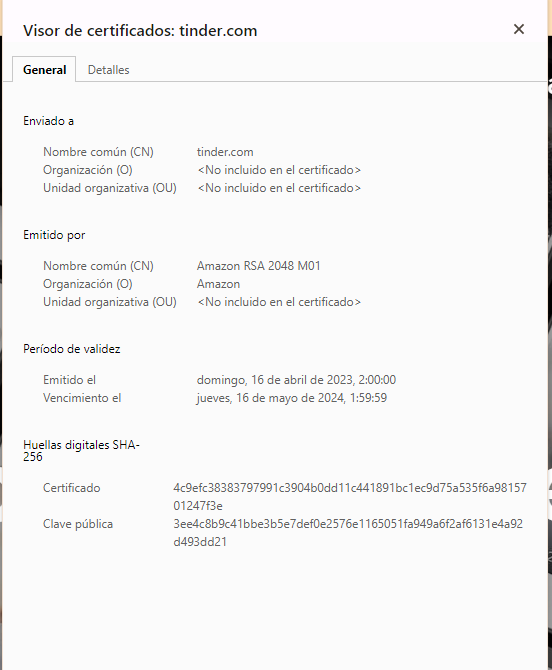 Visor de certificados: tinder.com
General Detalles
Enviado a
Nombre común (CN) tinder.com
Organización (O) <No incluido en el certificado>
Unidad organizativa (OU) <No incluido en el certificado>
Emitido por
Nombre común (CN) Amazon RSA 2048 M01
Organización (O) Amazon
Unidad organizativa (OU) <No incluido en el certificado>
Período de validez
Emitido el domingo, 16 de abril de 2023, 2:00:00
Vencimiento el jueves, 16 de mayo de 2024, 1:59:59
Huellas digitales SHA-
256
Certificado 4c9efc38383797991c3904b0dd11c441891bc1ec9d75a535f6a98157
01247f3e
Clave pública 3ee4c8b9c41bbe3b5e7def0e2576e1165051fa949a6f2af6131e4a92
d493dd21